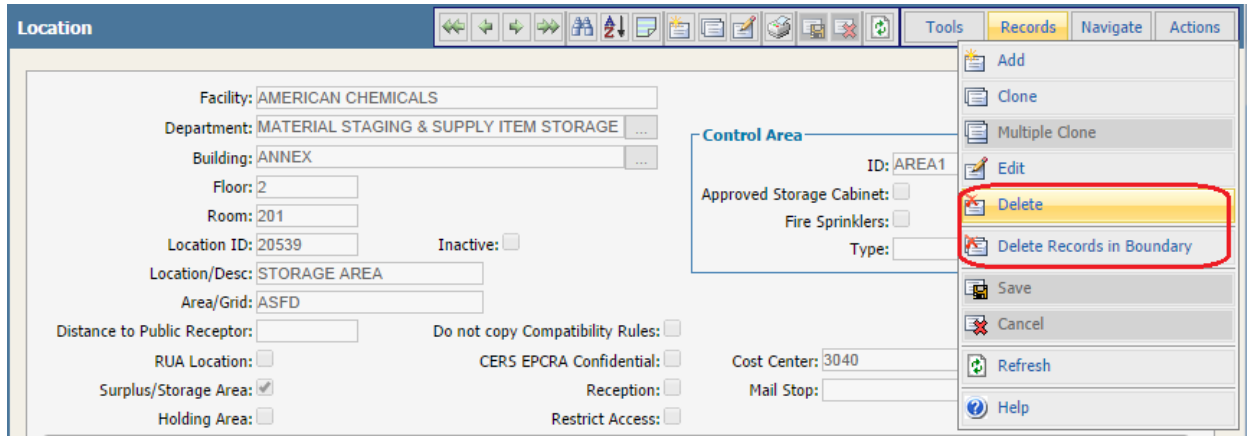 Location
Tools Records Navigate Actions
Add
Clone
Multiple Clone
Edit
Delete
Delete Records in Boundary
Save
Cancel
Refresh
Help
Facility: AMERICAN CHEMICALS
Department: MATERIAL STAGING & SUPPLY ITEM STORAGE ...
Building: ANNEX ...
Floor: 2
Room: 201
Location ID: 20539 Inactive:
Location/Desc: STORAGE AREA
Area/Grid: ASFD
Control Area
ID: AREA1
Approved Storage Cabinet:
Fire Sprinklers:
Type:
Distance to Public Receptor: Do not copy Compatibility Rules:
RUA Location: CERS EPCRA Confidential: Cost Center: 3040
Surplus/Storage Area: Reception: Mail Stop:
Holding Area: Restrict Access: